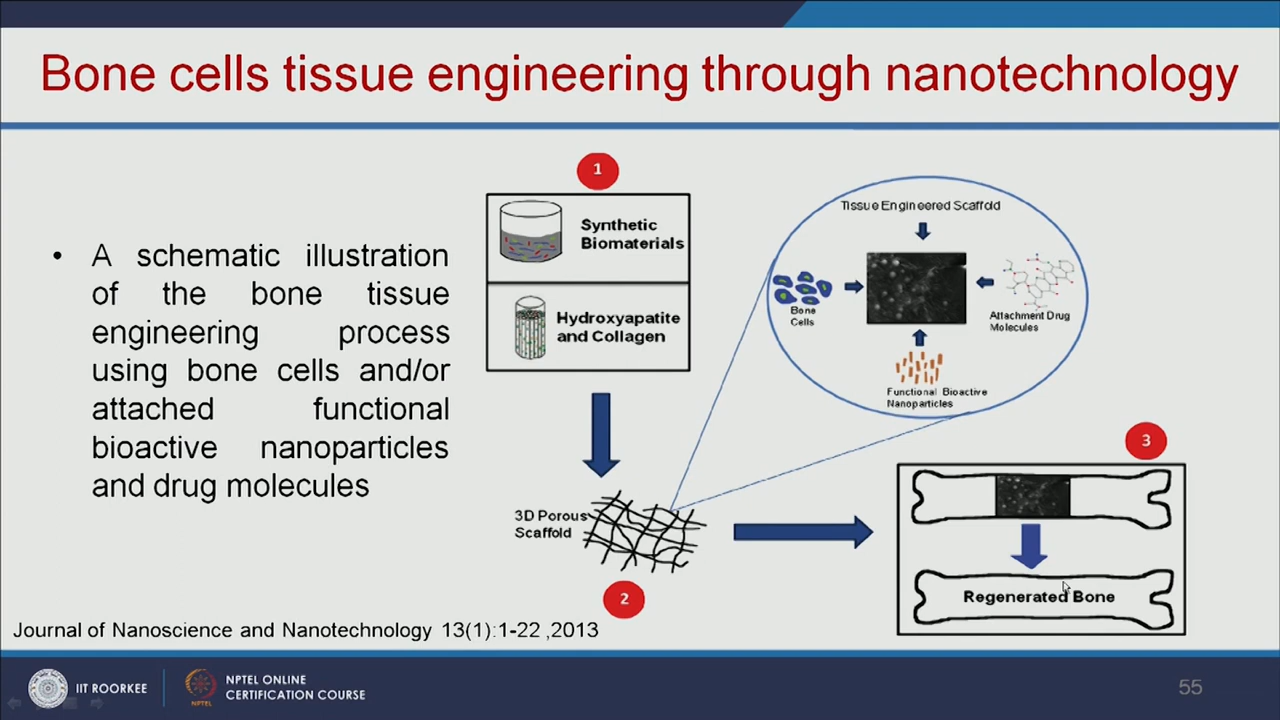 Bone cells tissue engineering through nanotechnology
• A schematic illustration
of the bone tissue
engineering process
using bone cells and/or
attached functional
bioactive nanoparticles
and drug molecules
1
Synthetic
Biomaterials
Hydroxyapatite
and Collagen
3D Porous
Scaffold
2
Tissue Engineered Scaffold
Bone
Cells
Attachment Drug
Molecules
Functional Bioactive
Nanoparticles
3
Regenerated Bone
Journal of Nanoscience and Nanotechnology 13(1):1-22 ,2013
IIT ROORKEE
NPTEL
NPTEL ONLINE
CERTIFICATION COURSE
55